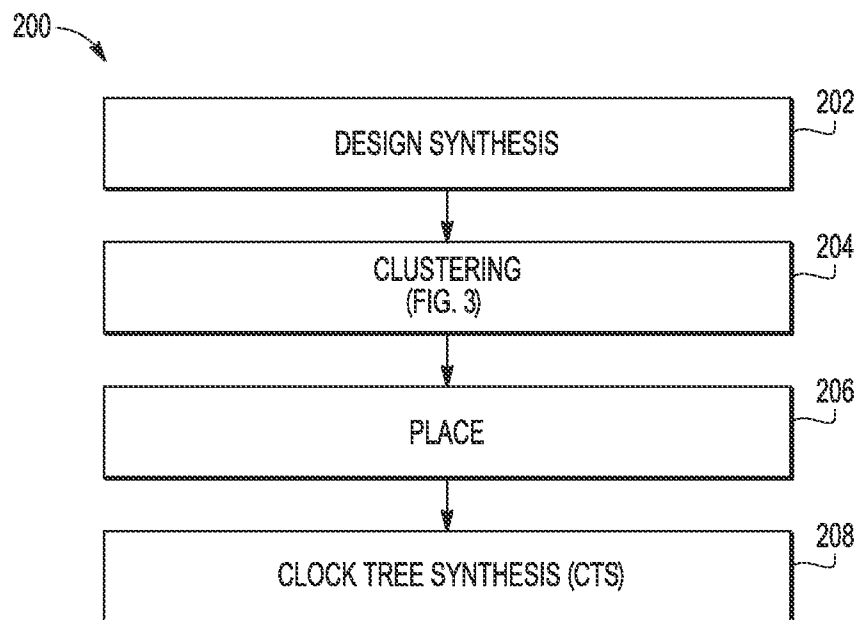 200
202
DESIGN SYNTHESIS
204
CLUSTERING
(FIG. 3)
206
PLACE
208
CLOCK TREE SYNTHESIS (CTS)